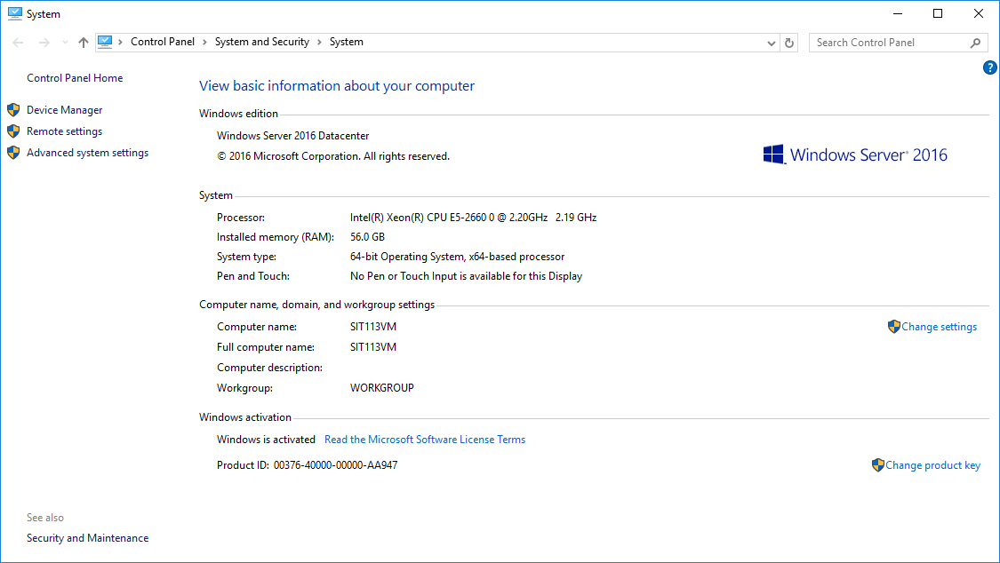 System
Control Panel > System and Security > System
Search Control Panel
?
Control Panel Home
Device Manager
Remote settings
Advanced system settings
View basic information about your computer
Windows edition
Windows Server 2016 Datacenter
© 2016 Microsoft Corporation. All rights reserved.
Windows Server® 2016
System
Processor: Intel(R) Xeon(R) CPU E5-2660 0 @ 2.20GHz 2.19 GHz
Installed memory (RAM): 56.0 GB
System type: 64-bit Operating System, x64-based processor
Pen and Touch: No Pen or Touch Input is available for this Display
Computer name, domain, and workgroup settings
Computer name: SIT113VM
Change settings
Full computer name: SIT113VM
Computer description:
Workgroup: WORKGROUP
Windows activation
Windows is activated Read the Microsoft Software License Terms
Product ID: 00376-40000-00000-AA947
Change product key
See also
Security and Maintenance